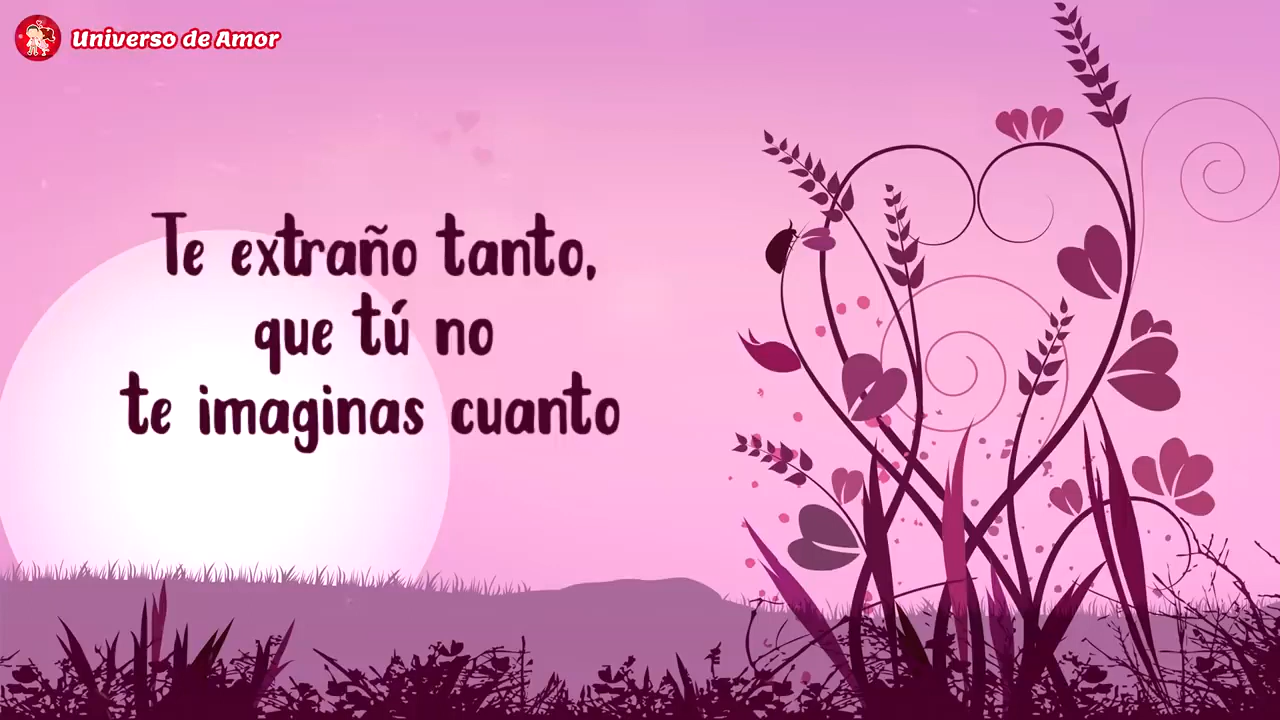 Universo de Amor
Te extraño tanto,
que tú no
te imaginas cuanto